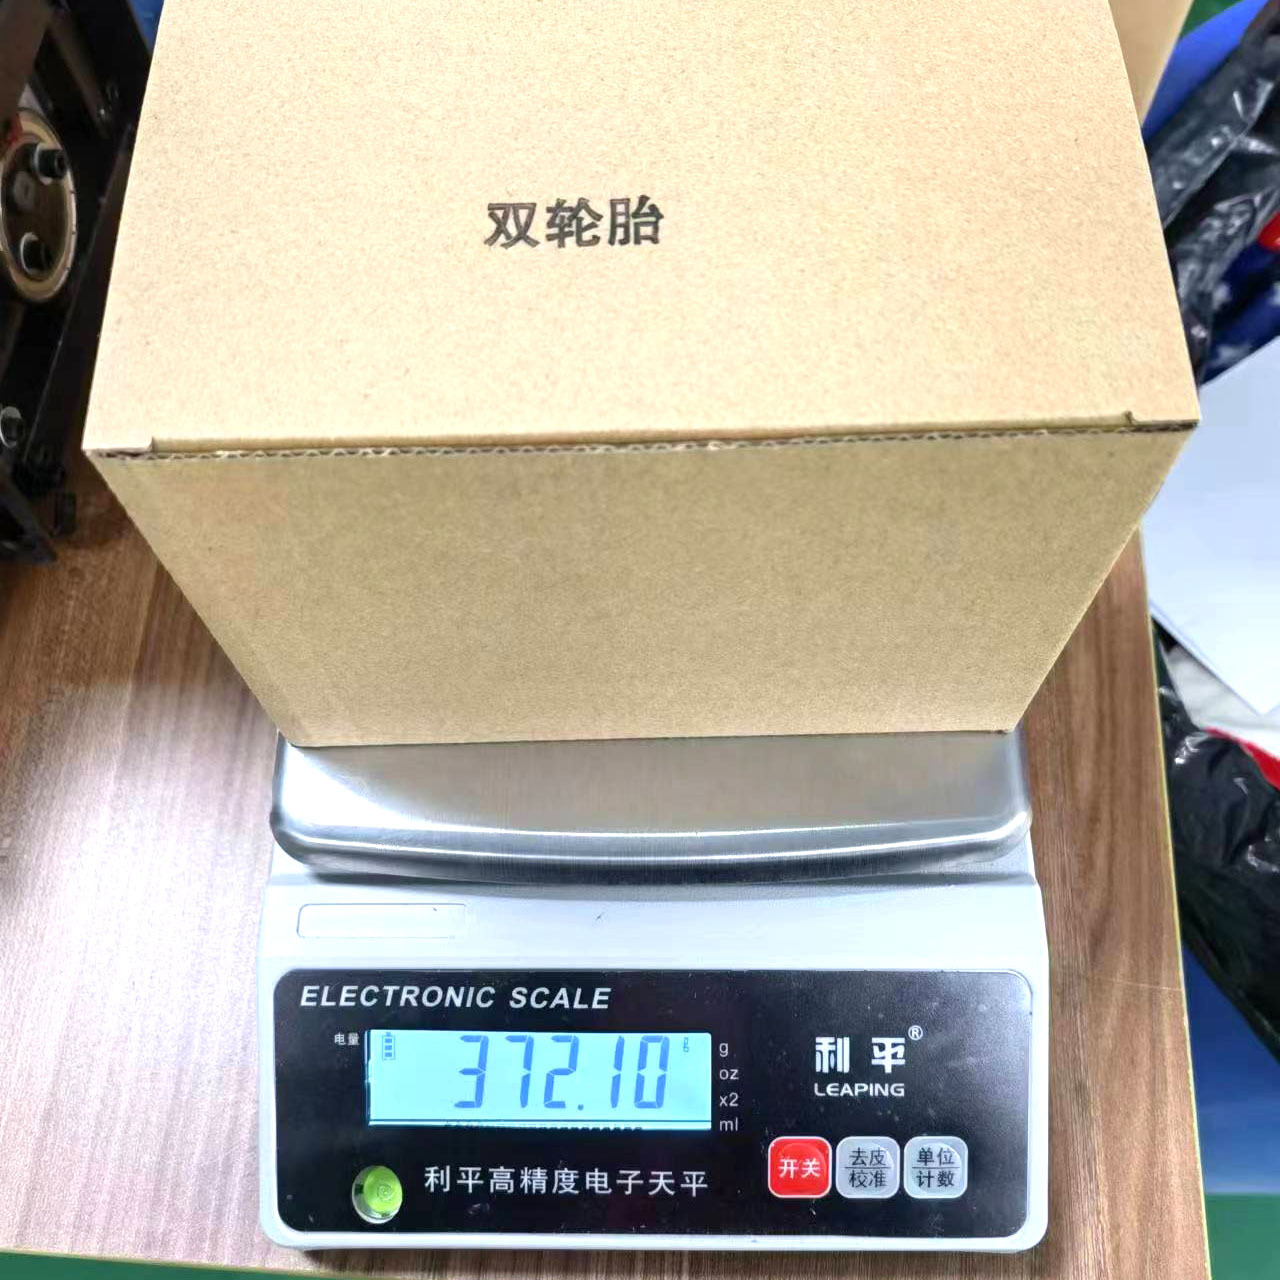 双轮胎
ELECTRONIC SCALE
电量
372.10
g
g
oz
x2
ml
利平®
LEAPING
利平高精度电子天平
开关
去皮
校准
单位
计数